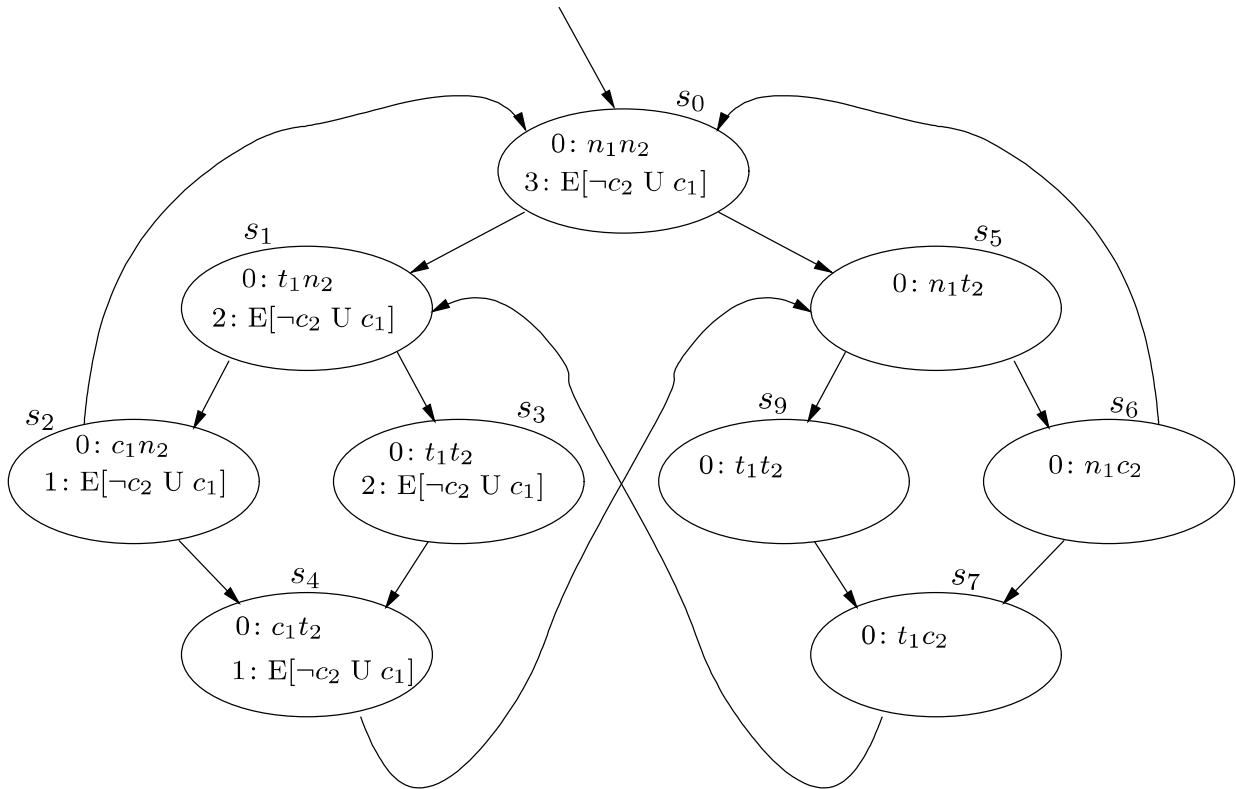 s₀
0: n₁n₂
3: E[¬c₂ U c₁]
s₁
0: t₁n₂
2: E[¬c₂ U c₁]
s₅
0: n₁t₂
s₂
0: c₁n₂
1: E[¬c₂ U c₁]
s₃
0: t₁t₂
2: E[¬c₂ U c₁]
s₉
0: t₁t₂
s₆
0: n₁c₂
s₄
0: c₁t₂
1: E[¬c₂ U c₁]
s₇
0: t₁c₂